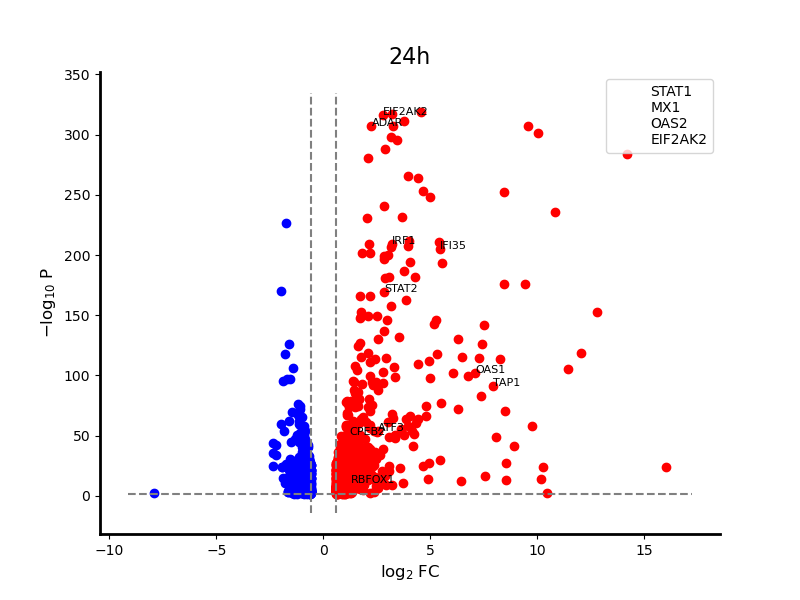 24h
350
300
250
200
150
100
50
0
−log10 P
STAT1
MX1
OAS2
EIF2AK2
EIF2AK2
ADAR
IRF1
IFI35
STAT2
OAS1
TAP1
CPEB2
ATF3
RBFOX1
−10
−5
0
5
10
15
log2 FC